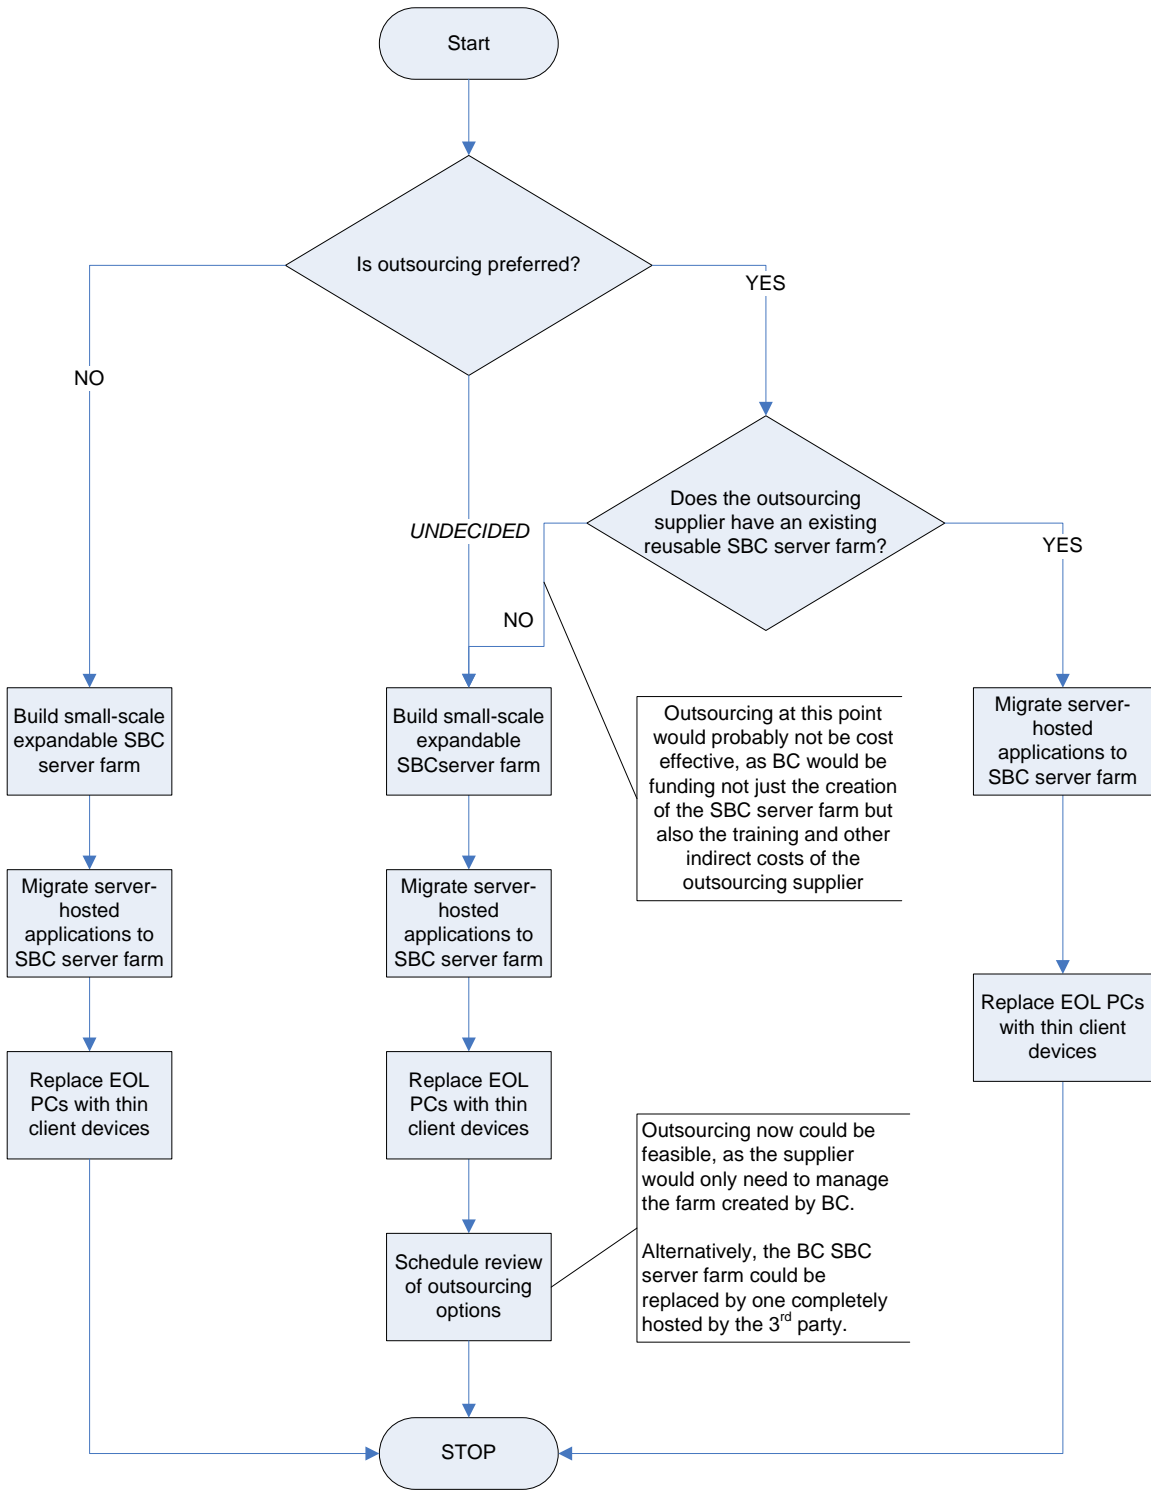 Start
Is outsourcing preferred?
YES
NO
Does the outsourcing
supplier have an existing
reusable SBC server farm?
UNDECIDED
YES
NO
Build small-scale
expandable SBC
server farm
Build small-scale
expandable
SBCserver farm
Outsourcing at this point
would probably not be cost
effective, as BC would be
funding not just the creation
of the SBC server farm but
also the training and other
indirect costs of the
outsourcing supplier
Migrate server-
hosted
applications to
SBC server farm
Migrate server-
hosted
applications to
SBC server farm
Migrate server-
hosted
applications to
SBC server farm
Replace EOL PCs
with thin client
devices
Replace EOL
PCs with thin
client devices
Replace EOL
PCs with thin
client devices
Outsourcing now could be
feasible, as the supplier
would only need to manage
the farm created by BC.
Alternatively, the BC SBC
server farm could be
replaced by one completely
hosted by the 3rd party.
Schedule review
of outsourcing
options
STOP